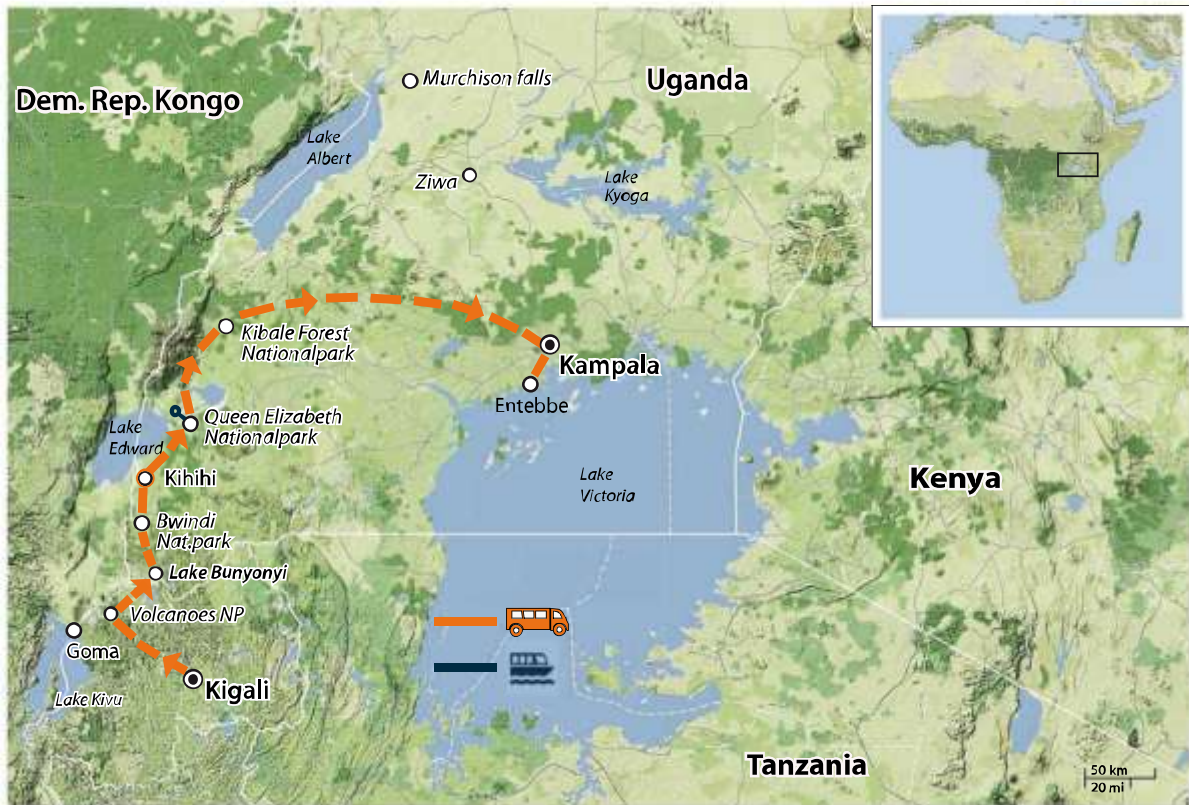 Murchison falls
Uganda
Dem. Rep. Kongo
Lake
Albert
Ziwa
Lake
Kyoga
Kibale Forest
Nationalpark
Kampala
Entebbe
Queen Elizabeth
Nationalpark
Lake
Edward
Kihihi
Lake
Victoria
Kenya
Bwindi
Nat.park
Lake Bunyonyi
Volcanoes NP
Goma
Kigali
Lake Kivu
Tanzania
50 km
20 mi